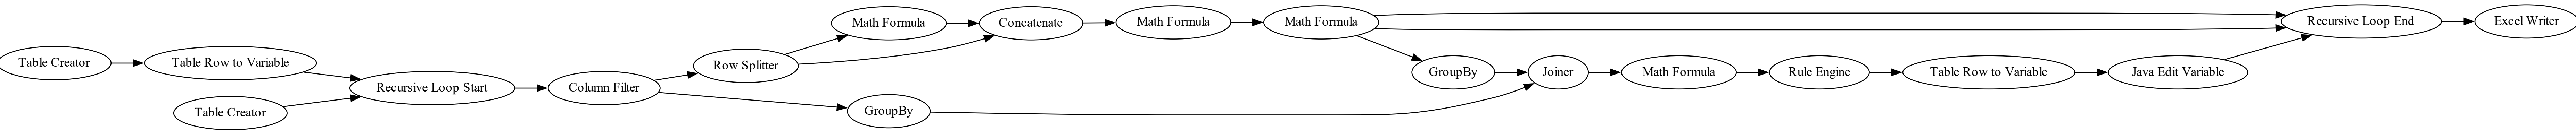 Table Creator
Table Row to Variable
Table Creator
Recursive Loop Start
Column Filter
Row Splitter
Math Formula
Concatenate
Math Formula
Math Formula
GroupBy
GroupBy
Joiner
Math Formula
Rule Engine
Table Row to Variable
Java Edit Variable
Recursive Loop End
Excel Writer